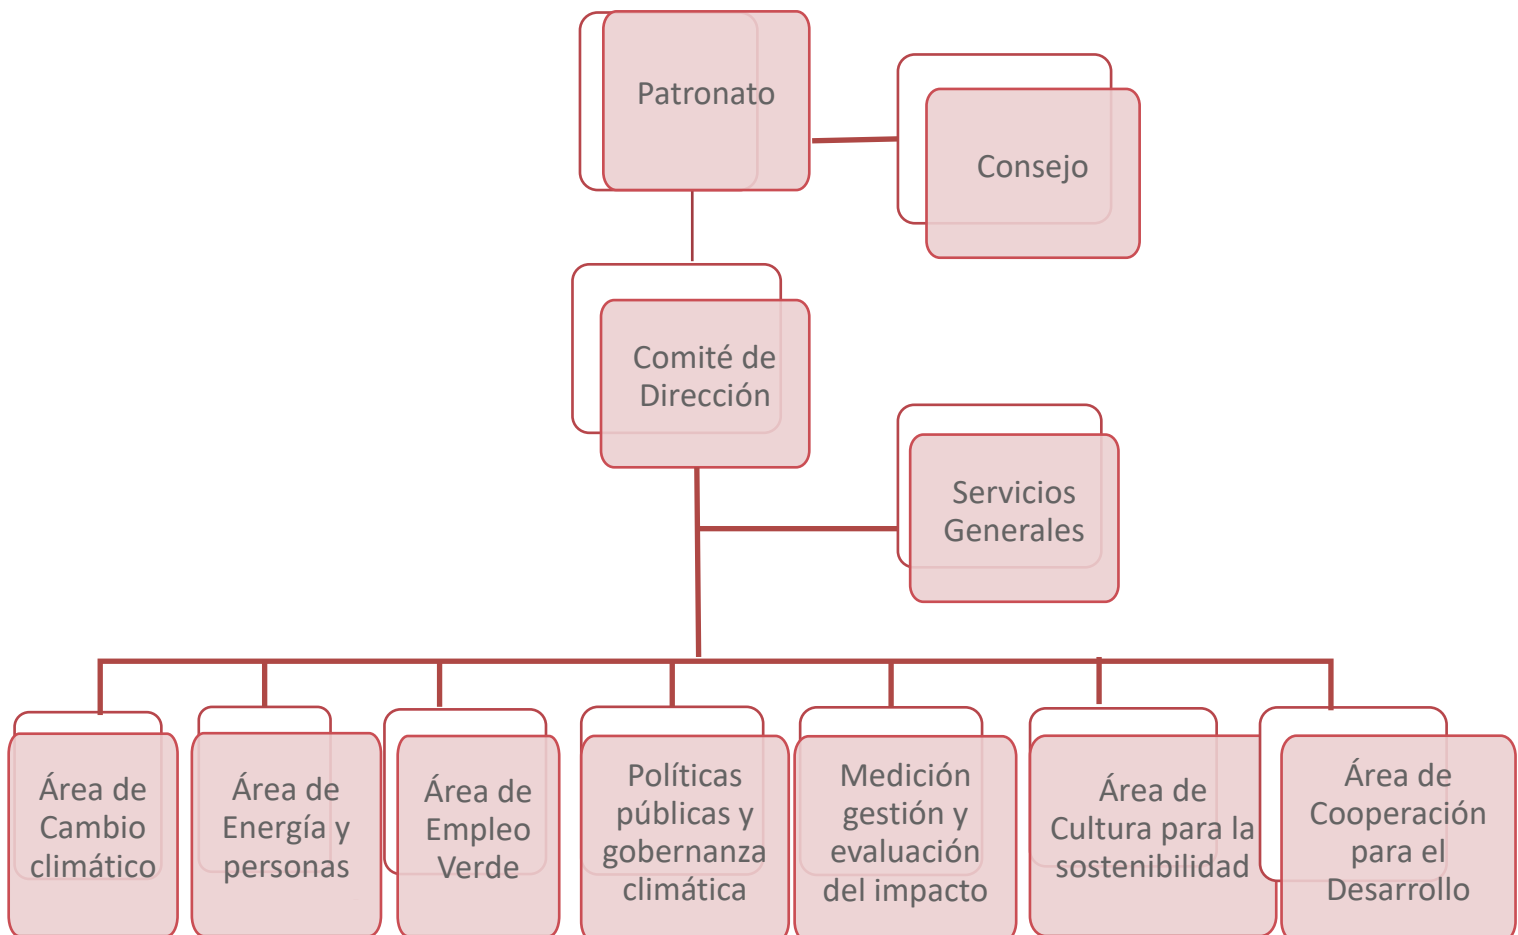 Patronato
Consejo
Comité de
Dirección
Servicios
Generales
Área de
Cambio
climático
Área de
Energía y
personas
Área de
Empleo
Verde
Políticas
públicas y
gobernanza
climática
Medición
gestión y
evaluación
del impacto
Área de
Cultura para la
sostenibilidad
Área de
Cooperación
para el
Desarrollo